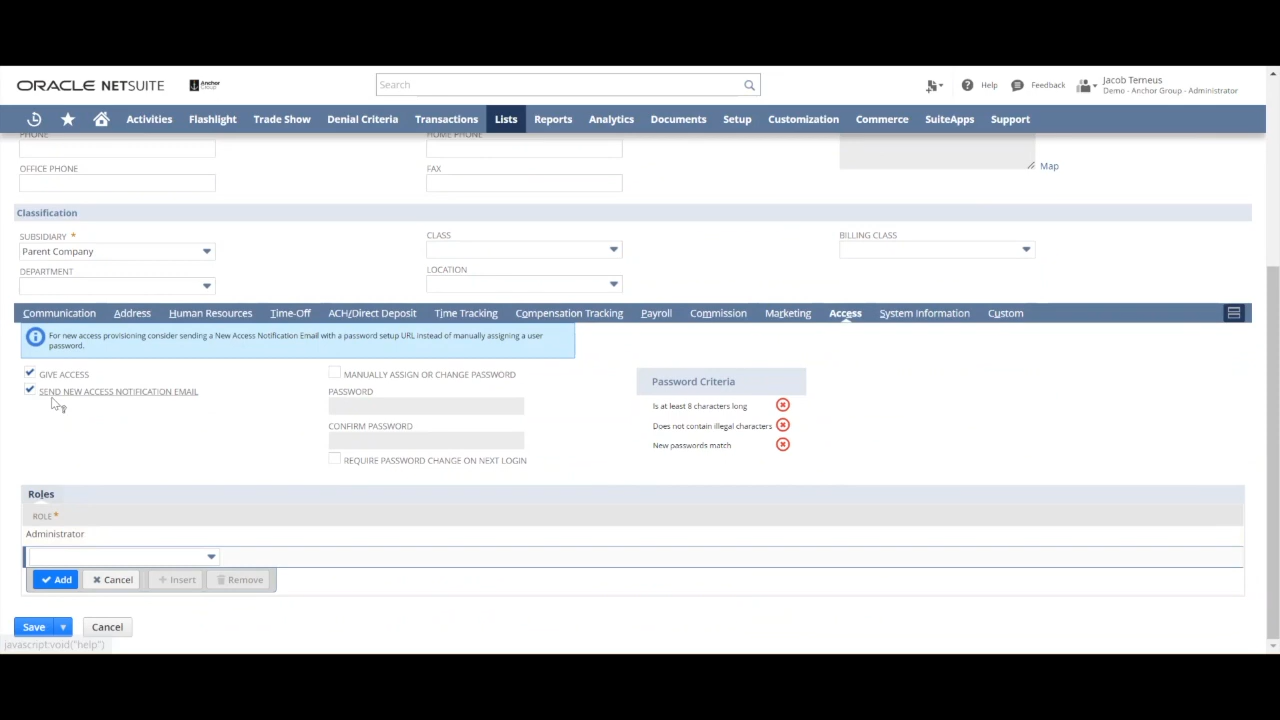 ORACLE NETSUITE
Anchor Group
Search
Help
Feedback
Jacob Terneus
Demo - Anchor Group - Administrator
Activities
Flashlight
Trade Show
Denial Criteria
Transactions
Lists
Reports
Analytics
Documents
Setup
Customization
Commerce
SuiteApps
Support
PHONE
HOME PHONE
Map
OFFICE PHONE
FAX
Classification
SUBSIDIARY *
Parent Company
CLASS
BILLING CLASS
DEPARTMENT
LOCATION
Communication
Address
Human Resources
Time-Off
ACH/Direct Deposit
Time Tracking
Compensation Tracking
Payroll
Commission
Marketing
Access
System Information
Custom
For new access provisioning consider sending a New Access Notification Email with a password setup URL instead of manually assigning a user
password.
GIVE ACCESS
SEND NEW ACCESS NOTIFICATION EMAIL
MANUALLY ASSIGN OR CHANGE PASSWORD
PASSWORD
CONFIRM PASSWORD
REQUIRE PASSWORD CHANGE ON NEXT LOGIN
Password Criteria
Is at least 8 characters long
Does not contain illegal characters
New passwords match
Roles
ROLE *
Administrator
Add
Cancel
Insert
Remove
Save
Cancel
javascript:void("help")